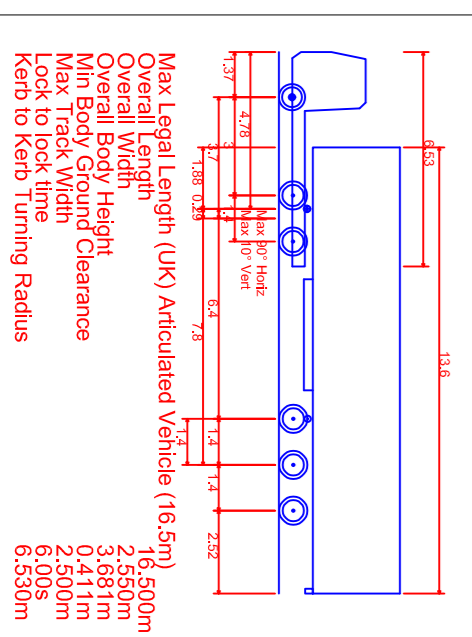 6.53
13.6
1.37
4.78
3
3.7
1.88 0.29
1.4
Max 90° Horiz
Max 10° Vert
6.4
7.8
1.4
1.4
1.4
2.52
Max Legal Length (UK) Articulated Vehicle (16.5m)
Overall Length 16.500m
Overall Width 2.550m
Overall Body Height 3.681m
Min Body Ground Clearance 0.411m
Max Track Width 2.500m
Lock to lock time 6.00s
Kerb to Kerb Turning Radius 6.530m